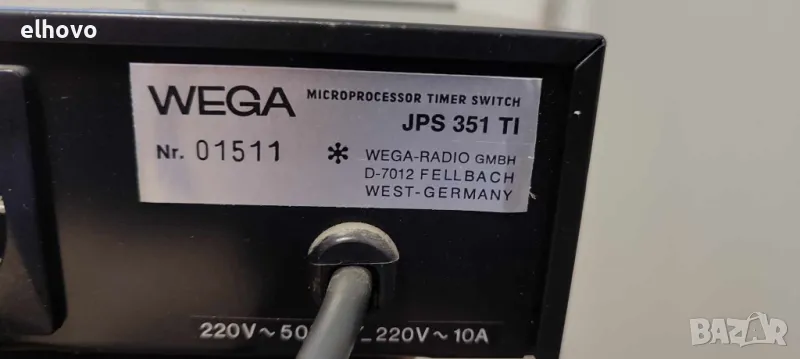 elhovo
WEGA MICROPROCESSOR TIMER SWITCH
JPS 351 TI
Nr. 01511 * WEGA-RADIO GMBH
D-7012 FELLBACH
WEST-GERMANY
220V~ 220V~10A
BAZAR